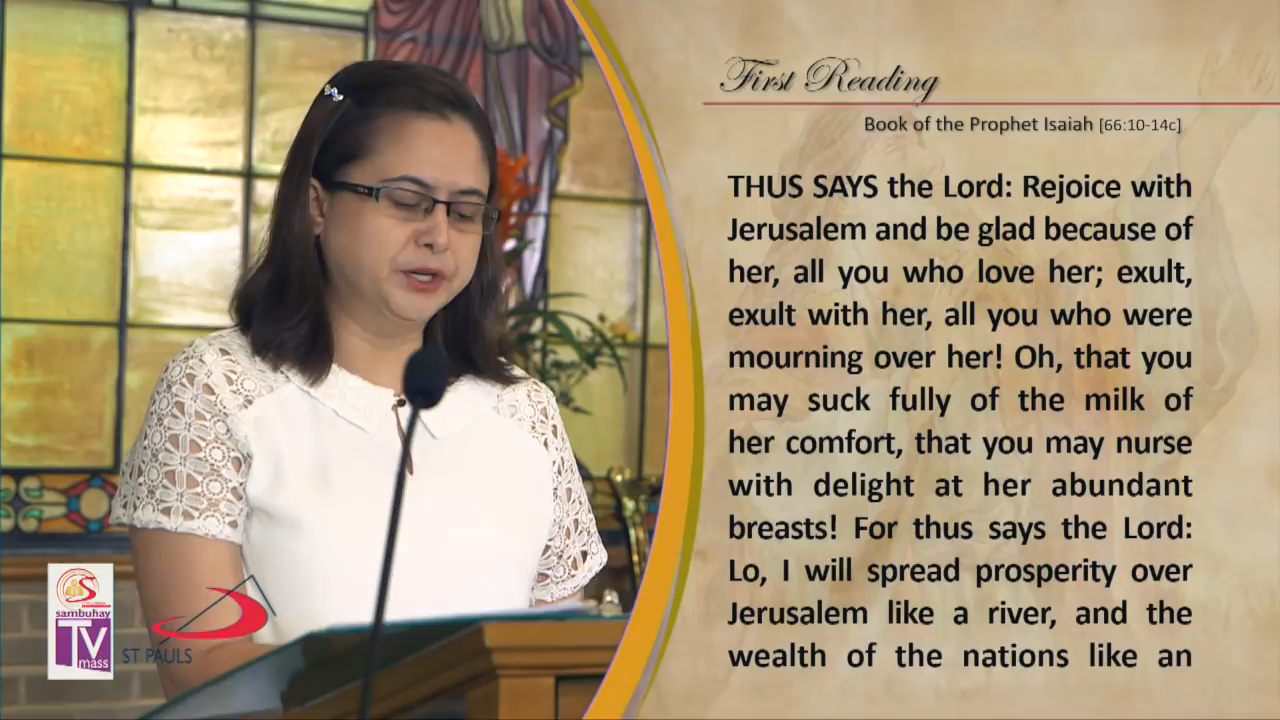 First Reading
Book of the Prophet Isaiah [66:10-14c]
THUS SAYS the Lord: Rejoice with
Jerusalem and be glad because of
her, all you who love her; exult,
exult with her, all you who were
mourning over her! Oh, that you
may suck fully of the milk of
her comfort, that you may nurse
with delight at her abundant
breasts! For thus says the Lord:
Lo, I will spread prosperity over
Jerusalem like a river, and the
wealth of the nations like an
sambuhay
TV
mass
ST PAULS